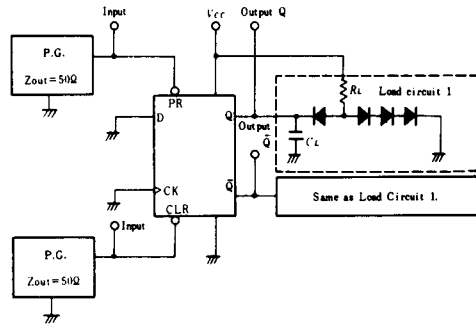 Input
Vcc
Output Q
P.G.
Zout=50Ω
PR
RL
Load circuit 1
D
Q
Output
Q̄
CL
CK
Q̄
CLR
Same as Load Circuit 1.
Input
P.G.
Zout=50Ω